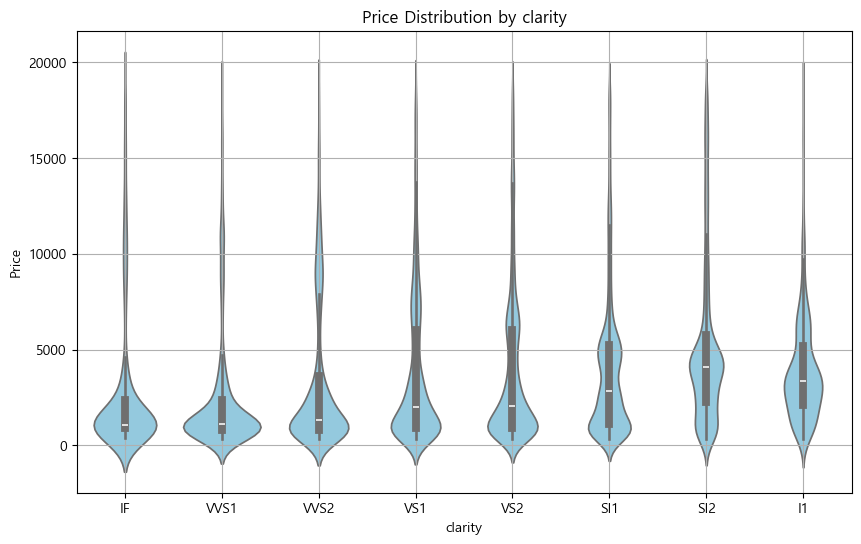 Price Distribution by clarity
Price
20000
15000
10000
5000
0
IF VVS1 VVS2 VS1 VS2 SI1 SI2 I1
clarity